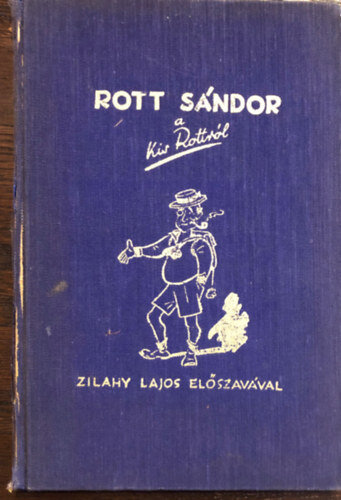 ROTT SÁNDOR
a
Kis Rottról
ZILAHY LAJOS ELŐSZAVÁVAL